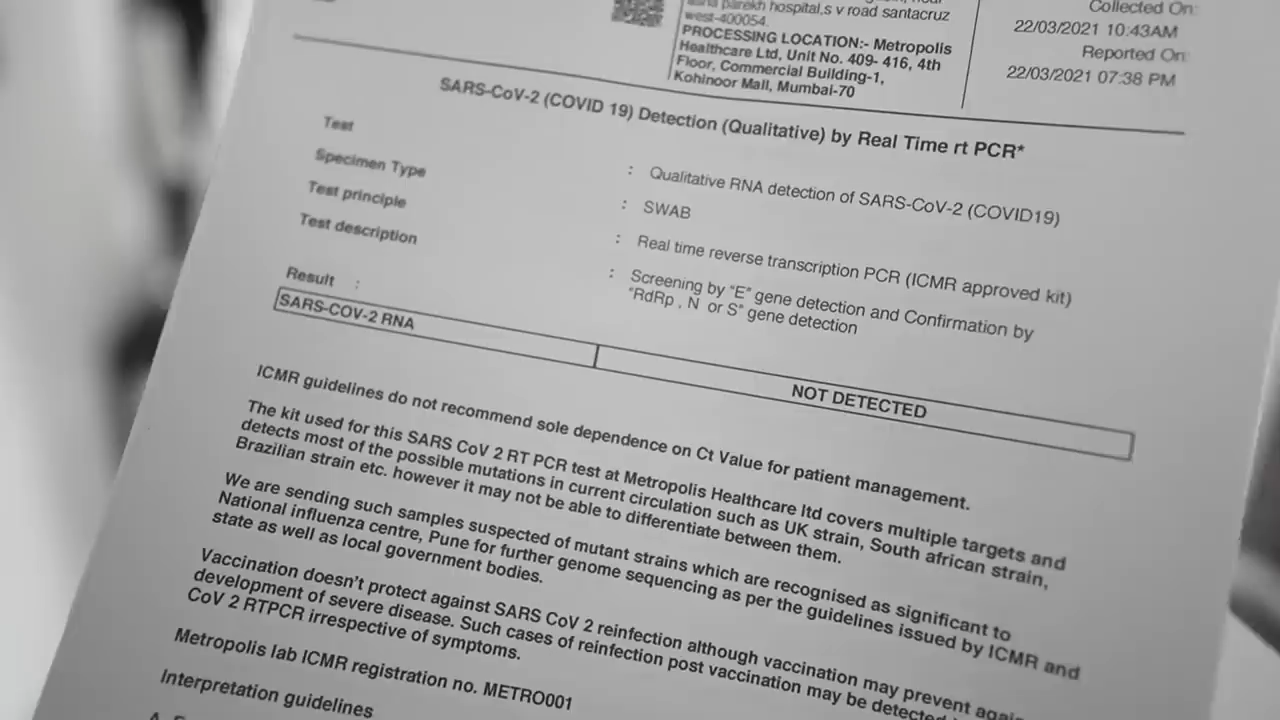 parekh hospital,s v road santacruz
west-400054.
PROCESSING LOCATION:- Metropolis
Healthcare Ltd, Unit No. 409- 416, 4th
Floor, Commercial Building-1,
Kohinoor Mall, Mumbai-70
Collected On:
22/03/2021 10:43AM
Reported On:
22/03/2021 07:38 PM
SARS-CoV-2 (COVID 19) Detection (Qualitative) by Real Time rt PCR*
Test : Qualitative RNA detection of SARS-CoV-2 (COVID19)
Specimen Type : SWAB
Test principle : Real time reverse transcription PCR (ICMR approved kit)
Test description : Screening by "E" gene detection and Confirmation by
"RdRp , N or S" gene detection
Result :
SARS-COV-2 RNA NOT DETECTED
ICMR guidelines do not recommend sole dependence on Ct Value for patient management.
The kit used for this SARS CoV 2 RT PCR test at Metropolis Healthcare ltd covers multiple targets and
detects most of the possible mutations in current circulation such as UK strain, South african strain,
Brazilian strain etc. however it may not be able to differentiate between them.
We are sending such samples suspected of mutant strains which are recognised as significant to
National influenza centre, Pune for further genome sequencing as per the guidelines issued by ICMR and
state as well as local government bodies.
Vaccination doesn't protect against SARS CoV 2 reinfection although vaccination may prevent
development of severe disease. Such cases of reinfection post vaccination may be detected
CoV 2 RTPCR irrespective of symptoms.
Metropolis lab ICMR registration no. METRO001
Interpretation guidelines